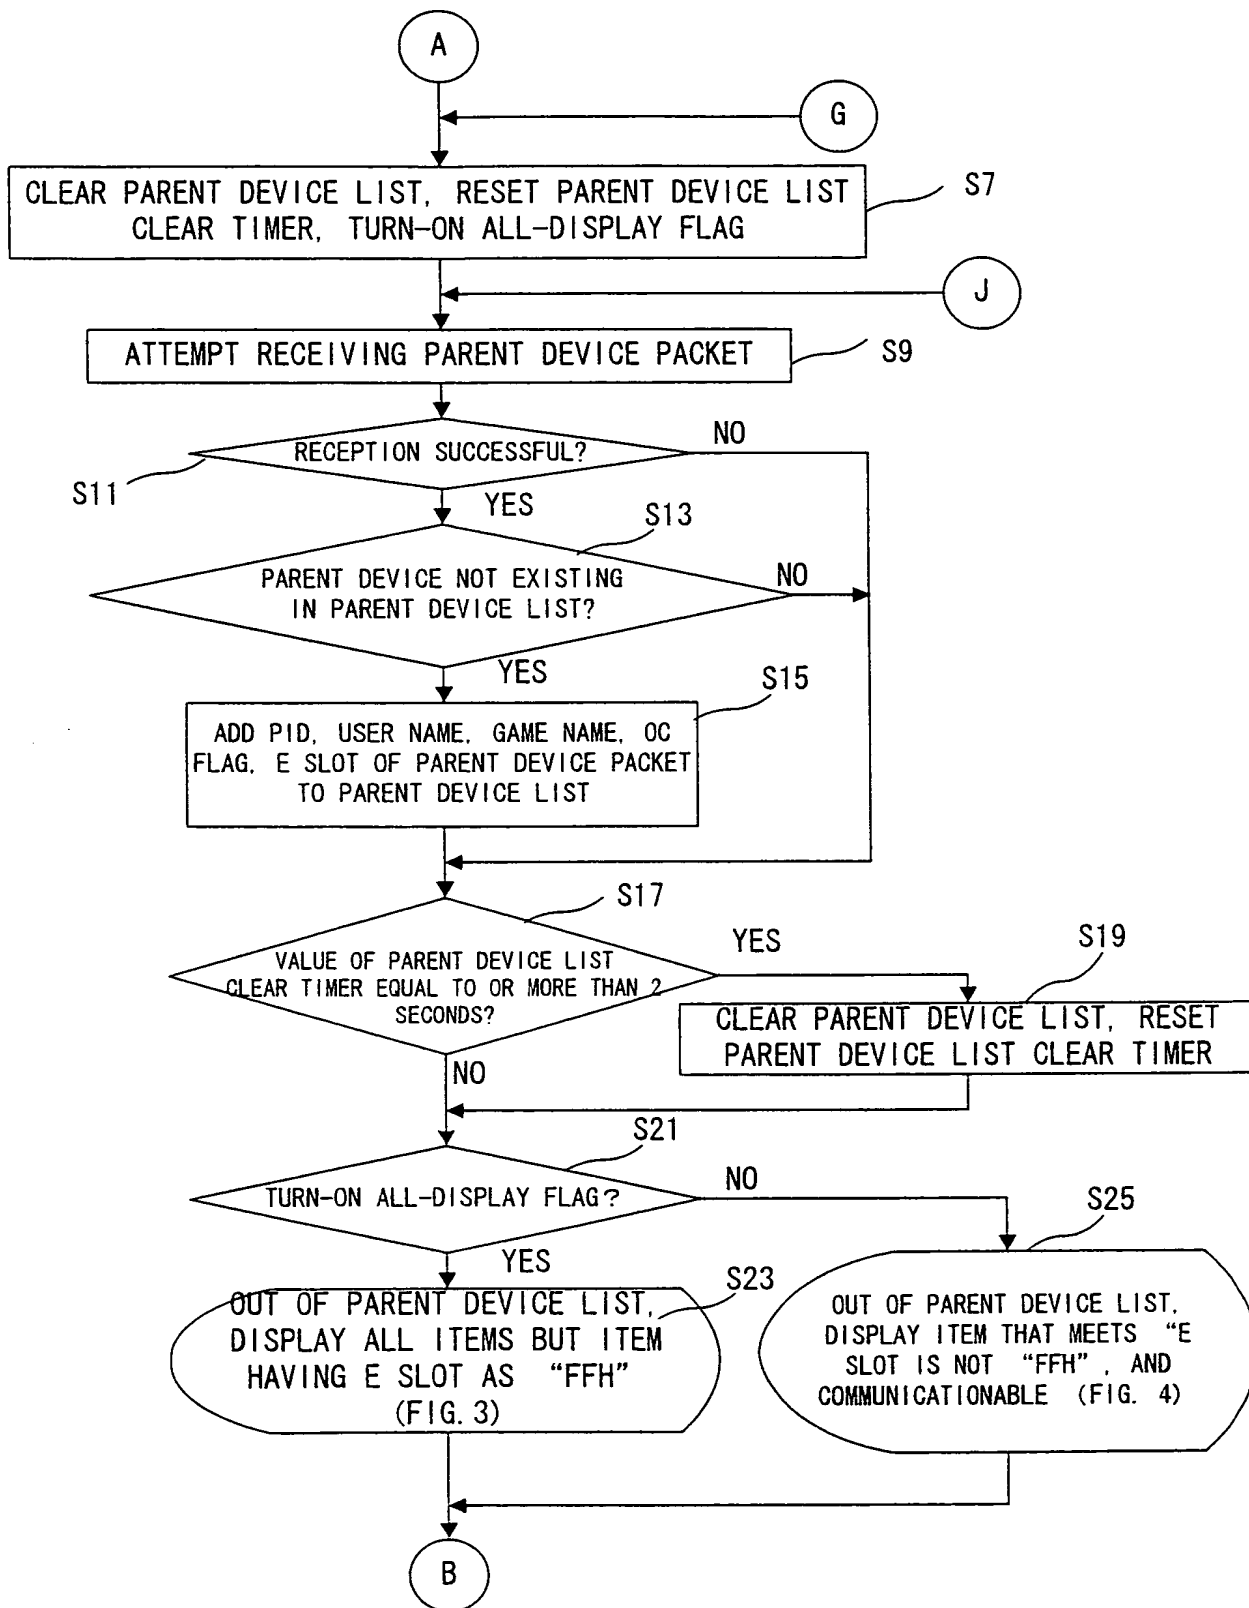 A
G
CLEAR PARENT DEVICE LIST, RESET PARENT DEVICE LIST
CLEAR TIMER, TURN-ON ALL-DISPLAY FLAG
S7
J
ATTEMPT RECEIVING PARENT DEVICE PACKET
S9
RECEPTION SUCCESSFUL?
NO
S11
YES
S13
PARENT DEVICE NOT EXISTING
IN PARENT DEVICE LIST?
NO
YES
S15
ADD PID, USER NAME, GAME NAME, OC
FLAG, E SLOT OF PARENT DEVICE PACKET
TO PARENT DEVICE LIST
S17
VALUE OF PARENT DEVICE LIST
CLEAR TIMER EQUAL TO OR MORE THAN 2
SECONDS?
YES
S19
CLEAR PARENT DEVICE LIST, RESET
PARENT DEVICE LIST CLEAR TIMER
NO
S21
TURN-ON ALL-DISPLAY FLAG?
NO
S25
YES
S23
OUT OF PARENT DEVICE LIST,
DISPLAY ALL ITEMS BUT ITEM
HAVING E SLOT AS “FFH”
(FIG. 3)
OUT OF PARENT DEVICE LIST,
DISPLAY ITEM THAT MEETS “E
SLOT IS NOT “FFH”, AND
COMMUNICATIONABLE (FIG. 4)
B